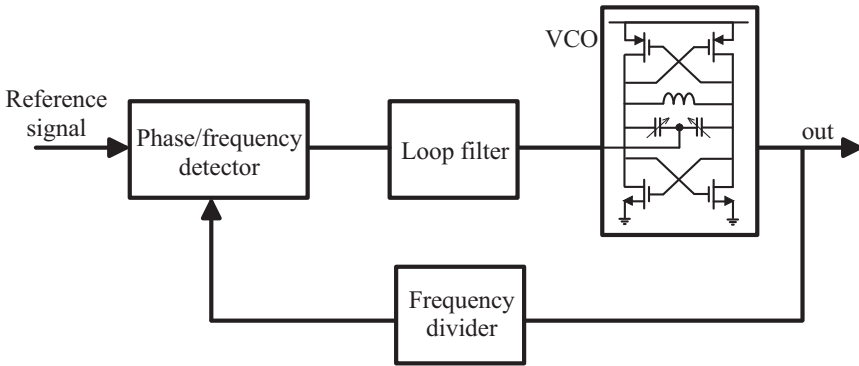 VCO
Reference
signal
Phase/frequency
detector
Loop filter
out
Frequency
divider